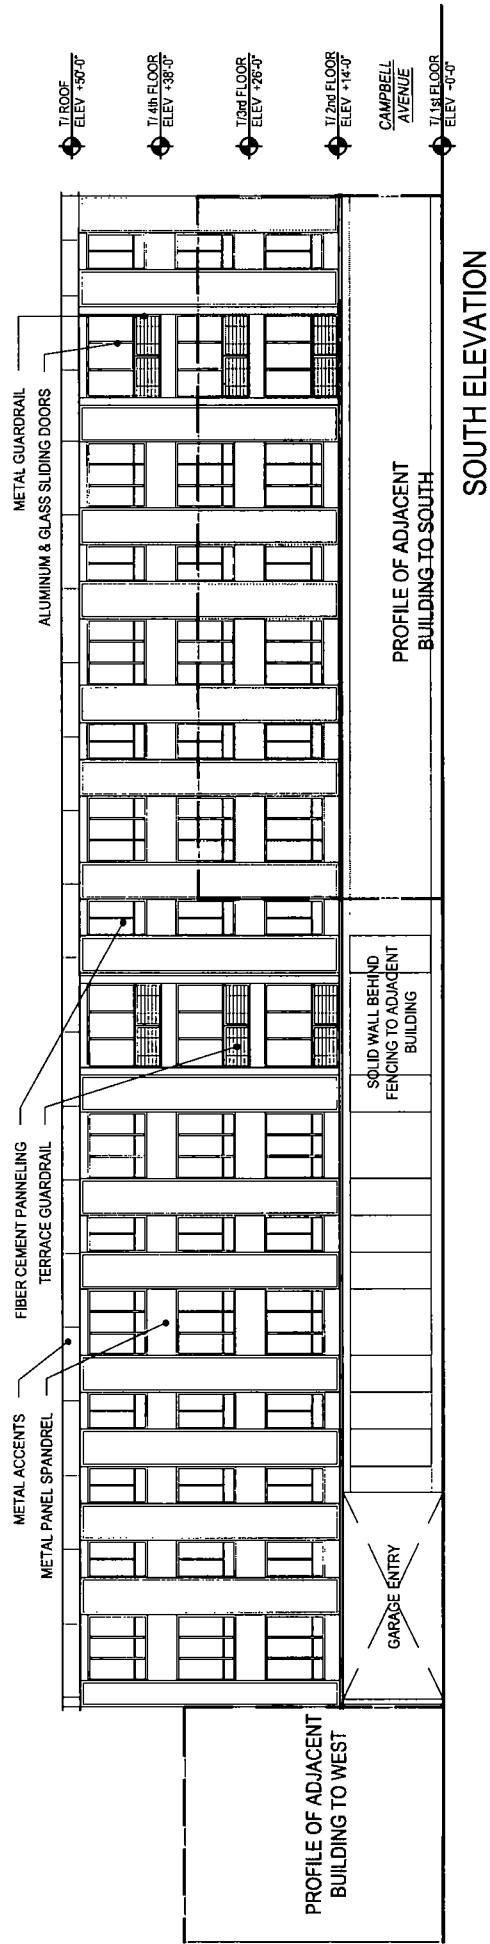 METAL ACCENTS
METAL PANEL SPANDREL
FIBER CEMENT PANNELING
TERRACE GUARDRAIL
METAL GUARDRAIL
ALUMINUM & GLASS SLIDING DOORS
T/ ROOF
ELEV +50'-0"
T/ 4th FLOOR
ELEV +38'-0"
T/3rd FLOOR
ELEV +26'-0"
T/ 2nd FLOOR
ELEV +14'-0"
CAMPBELL
AVENUE
T/ 1st FLOOR
ELEV -0'-0"
PROFILE OF ADJACENT
BUILDING TO WEST
GARAGE ENTRY
SOLID WALL BEHIND
FENCING TO ADJACENT
BUILDING
PROFILE OF ADJACENT
BUILDING TO SOUTH
SOUTH ELEVATION